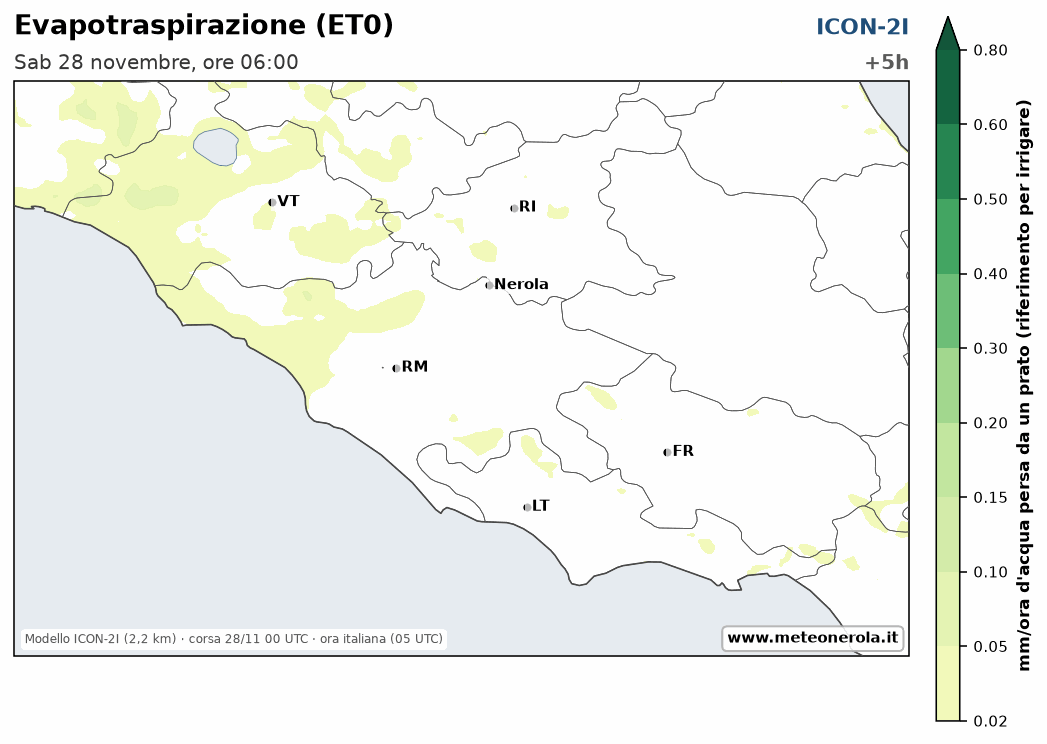 Evapotraspirazione (ET0)
ICON-2I
Sab 28 novembre, ore 06:00
+5h
VT
RI
Nerola
RM
FR
LT
Modello ICON-2I (2,2 km) · corsa 28/11 00 UTC · ora italiana (05 UTC)
www.meteonerola.it
0.80
0.60
0.50
0.40
0.30
0.20
0.15
0.10
0.05
0.02
mm/ora d'acqua persa da un prato (riferimento per irrigare)